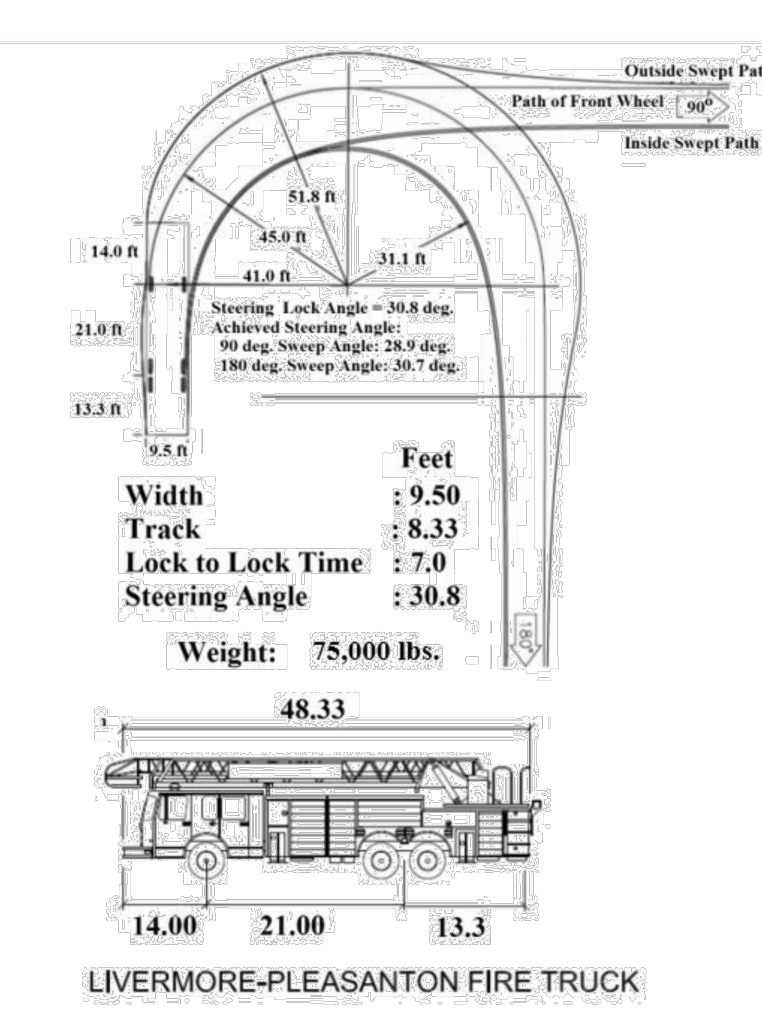 Outside Swept Pat
Path of Front Wheel
90°
Inside Swept Path
51.8 ft
14.0 ft
45.0 ft
31.1 ft
41.0 ft
Steering Lock Angle = 30.8 deg.
21.0 ft
Achieved Steering Angle:
90 deg. Sweep Angle: 28.9 deg.
180 deg. Sweep Angle: 30.7 deg.
13.3 ft
9.5 ft
Feet
Width : 9.50
Track : 8.33
Lock to Lock Time : 7.0
Steering Angle : 30.8
180°
Weight: 75,000 lbs.
48.33
14.00 21.00 13.3
LIVERMORE-PLEASANTON FIRE TRUCK